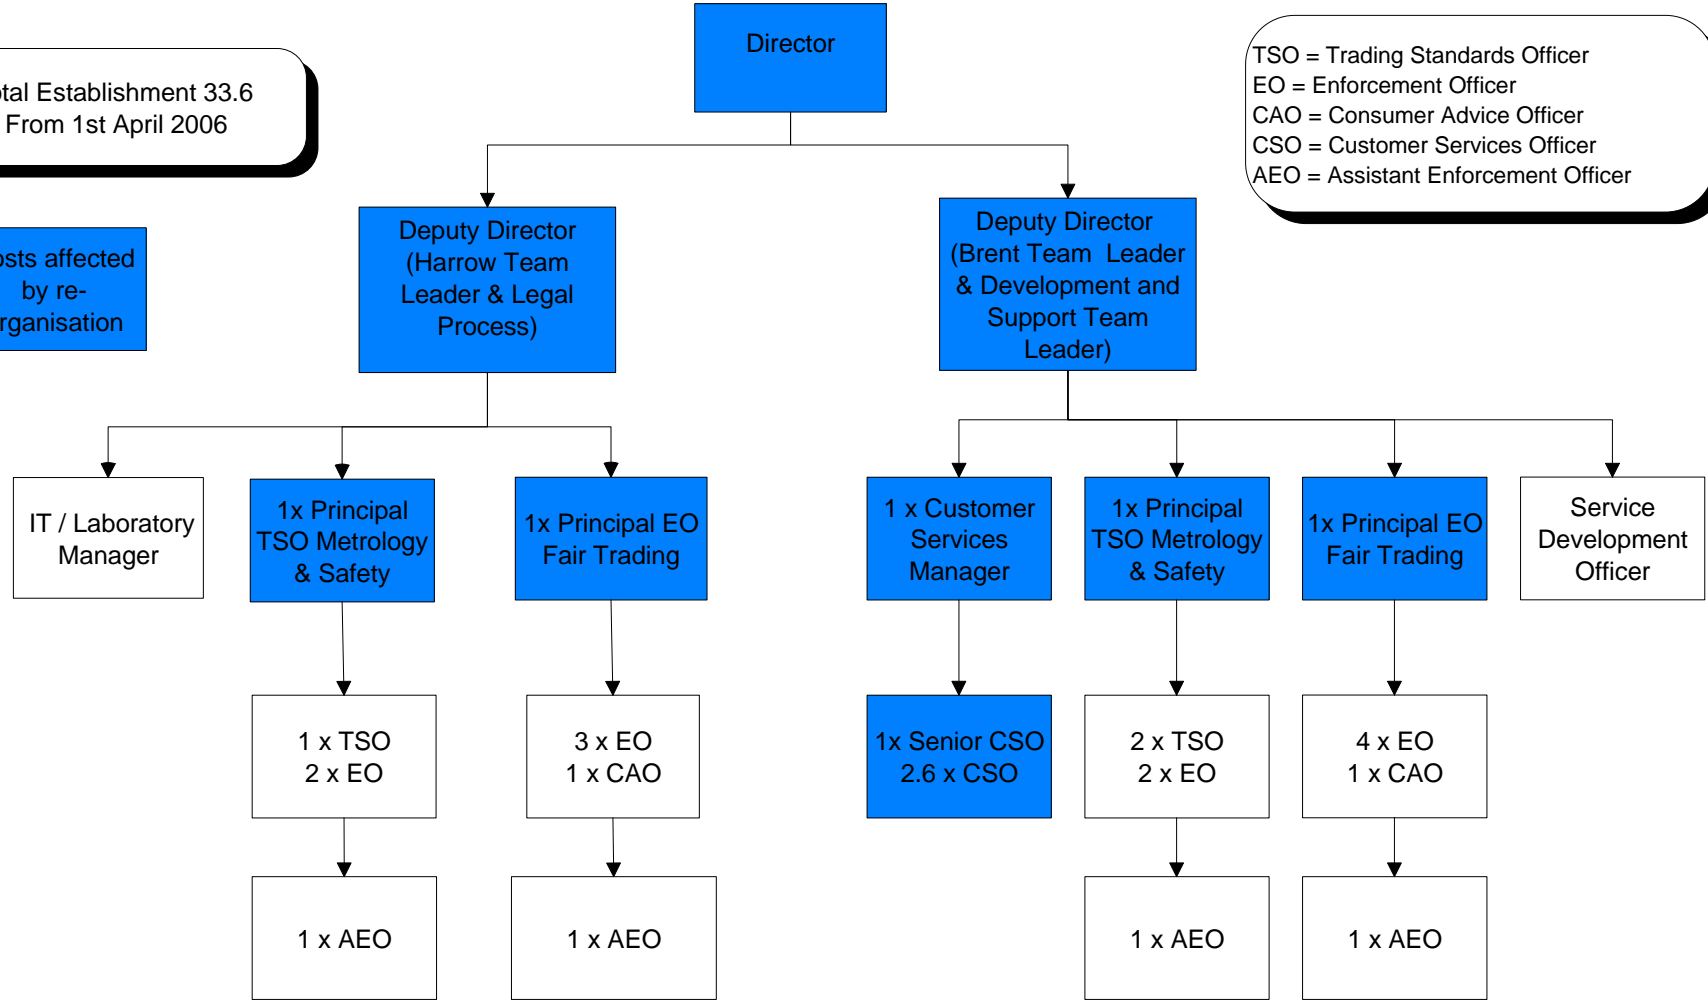 Director
otal Establishment 33.6
From 1st April 2006
TSO = Trading Standards Officer
EO = Enforcement Officer
CAO = Consumer Advice Officer
CSO = Customer Services Officer
AEO = Assistant Enforcement Officer
osts affected
by re-
rganisation
Deputy Director
(Harrow Team
Leader & Legal
Process)
Deputy Director
(Brent Team Leader
& Development and
Support Team
Leader)
IT / Laboratory
Manager
1x Principal
TSO Metrology
& Safety
1x Principal EO
Fair Trading
1 x Customer
Services
Manager
1x Principal
TSO Metrology
& Safety
1x Principal EO
Fair Trading
Service
Development
Officer
1 x TSO
2 x EO
3 x EO
1 x CAO
1x Senior CSO
2.6 x CSO
2 x TSO
2 x EO
4 x EO
1 x CAO
1 x AEO
1 x AEO
1 x AEO
1 x AEO